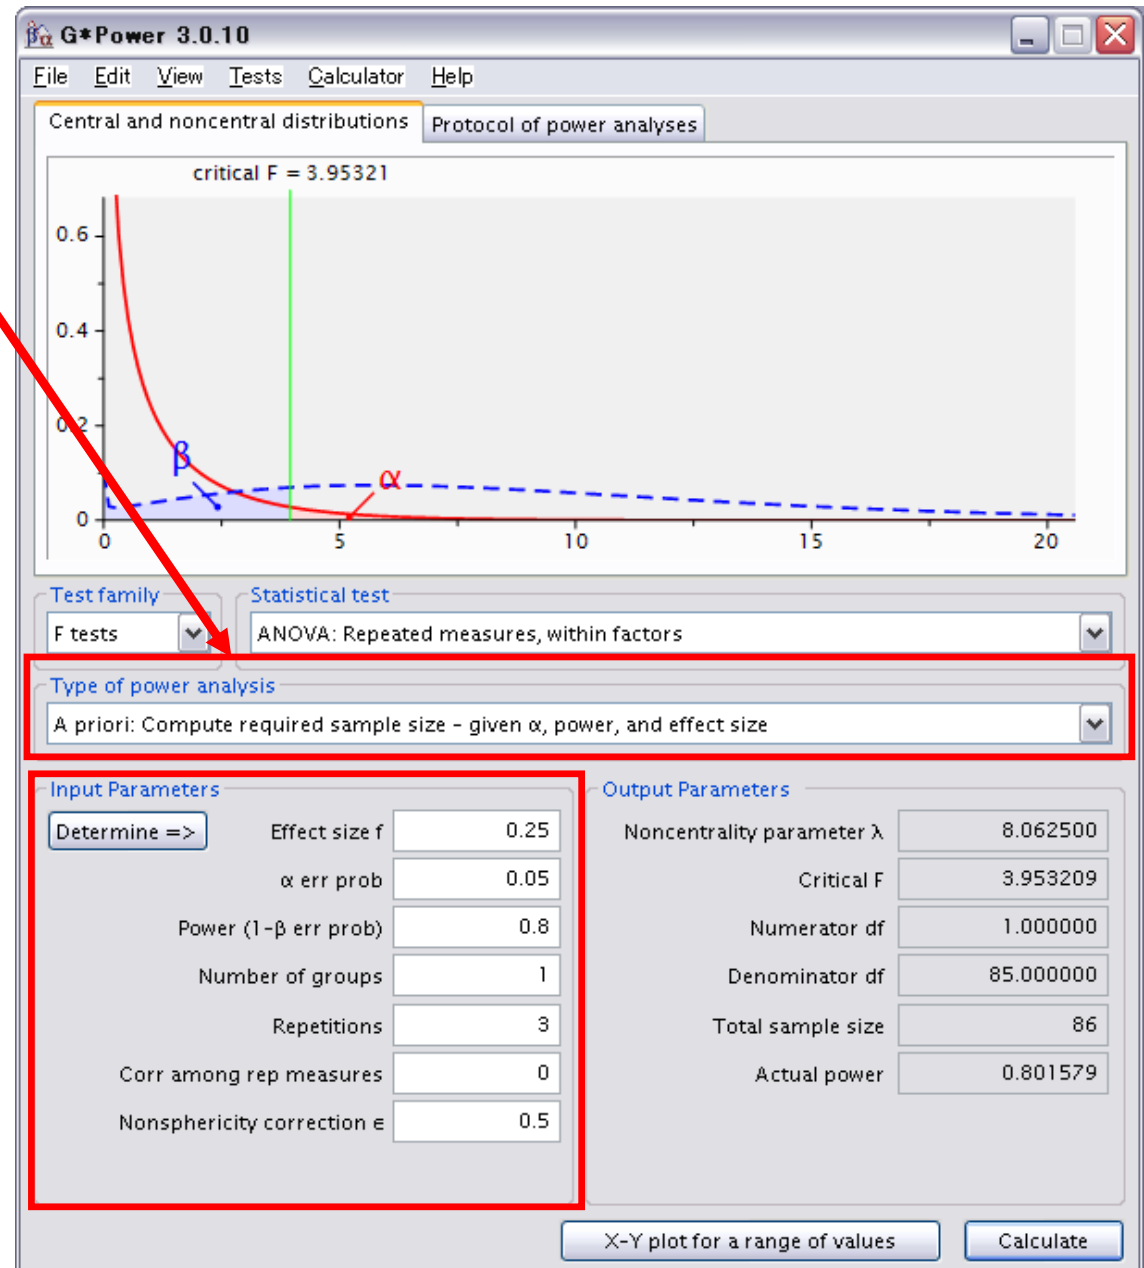 G*Power 3.0.10
File Edit View Tests Calculator Help
Central and noncentral distributions Protocol of power analyses
critical F = 3.95321
0.6
0.4
0.2
0
β
α
0 5 10 15 20
Test family Statistical test
F tests ANOVA: Repeated measures, within factors
Type of power analysis
A priori: Compute required sample size - given α, power, and effect size
Input Parameters Output Parameters
Determine => Effect size f 0.25 Noncentrality parameter λ 8.062500
α err prob 0.05 Critical F 3.953209
Power (1-β err prob) 0.8 Numerator df 1.000000
Number of groups 1 Denominator df 85.000000
Repetitions 3 Total sample size 86
Corr among rep measures 0 Actual power 0.801579
Nonsphericity correction ϵ 0.5
X-Y plot for a range of values Calculate